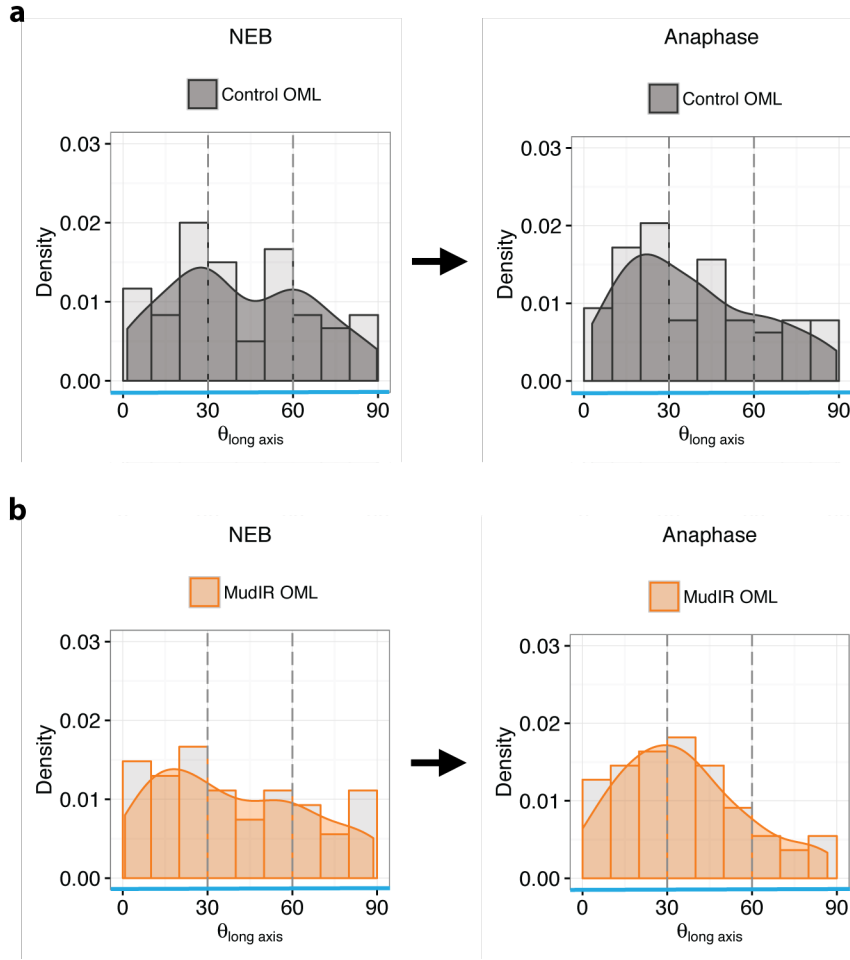 a
NEB
Control OML
0.03
0.02
0.01
0.00
Density
0 30 60 90
θlong axis
Anaphase
Control OML
0.03
0.02
0.01
0.00
Density
0 30 60 90
θlong axis
b
NEB
MudIR OML
0.03
0.02
0.01
0.00
Density
0 30 60 90
θlong axis
Anaphase
MudIR OML
0.03
0.02
0.01
0.00
Density
0 30 60 90
θlong axis